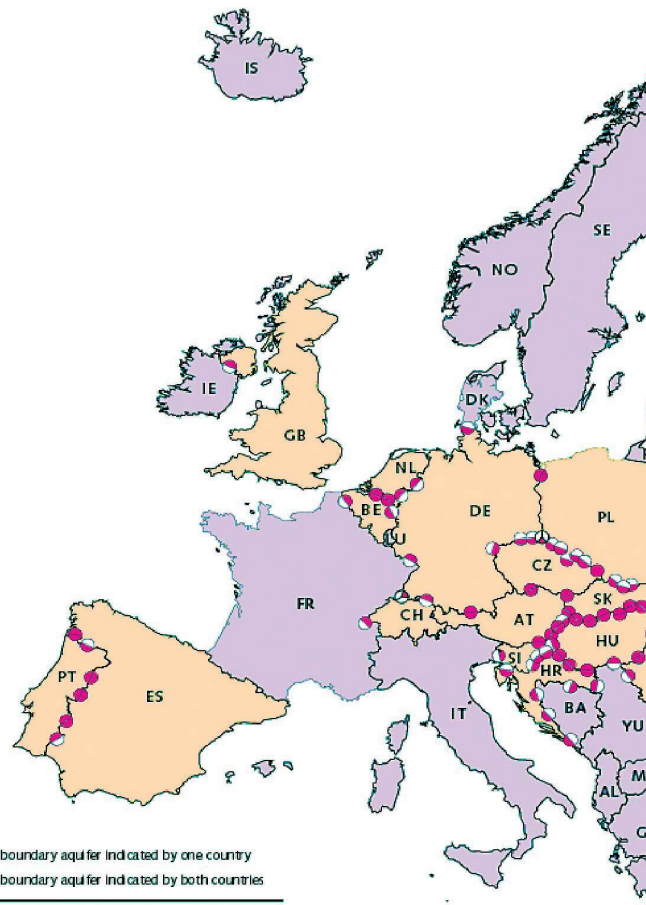 IS
SE
NO
DK
IE
GB
NL
BE
DE
PL
LU
CZ
FR
CH
AT
SK
HU
SI
HR
PT
ES
IT
BA
YU
AL
M
G
boundary aquifer indicated by one country
boundary aquifer indicated by both countries